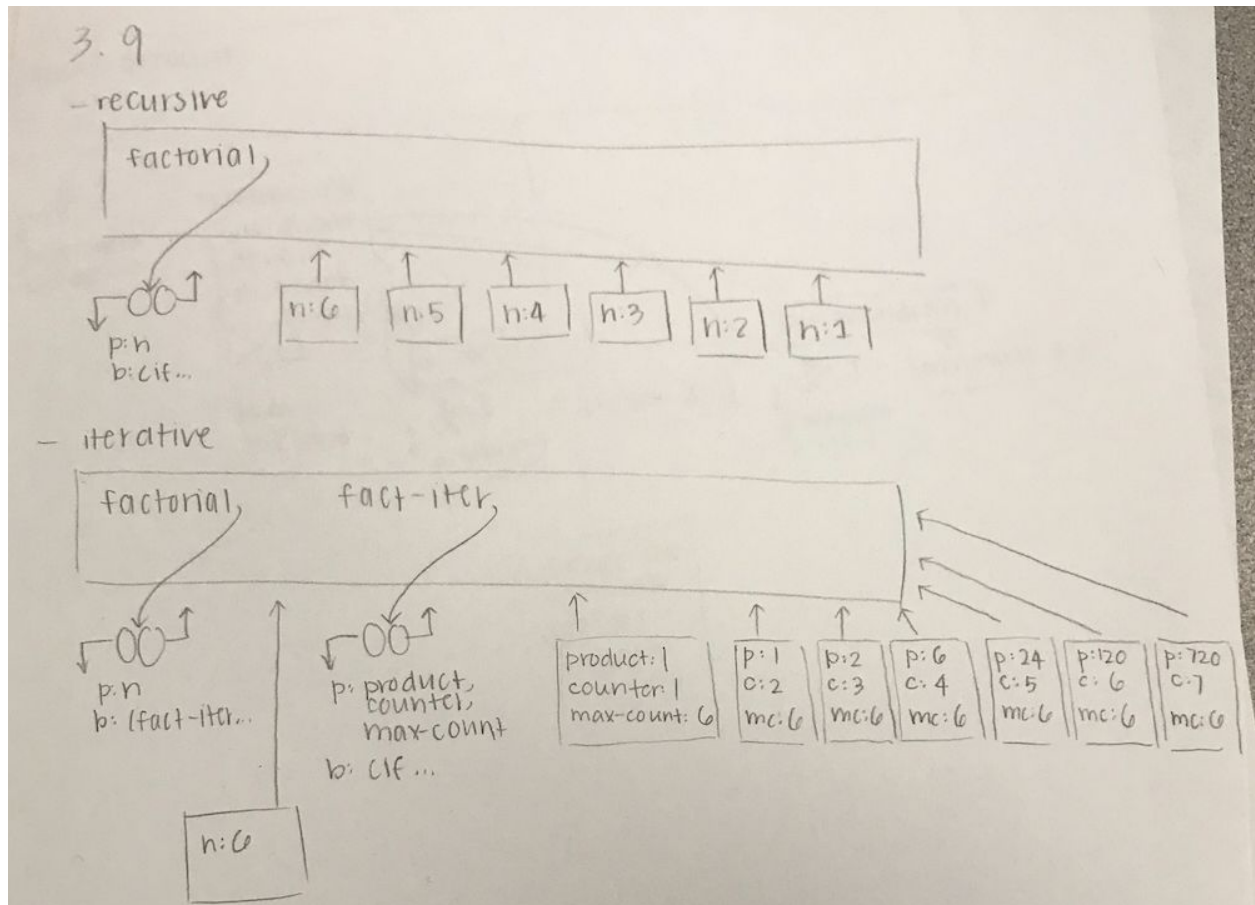 3.9
- recursive
factorial
p:n
b:(if...
n:6 n:5 n:4 n:3 n:2 n:1
- iterative
factorial fact-iter
p:n
b: (fact-iter...
p: product,
counter,
max-count
b: (if ...
product: 1
counter: 1
max-count: 6
p:1
c:2
mc:6
p:2
c:3
mc:6
p:6
c:4
mc:6
p:24
c:5
mc:6
p:120
c:6
mc:6
p:720
c:7
mc:6
n:6